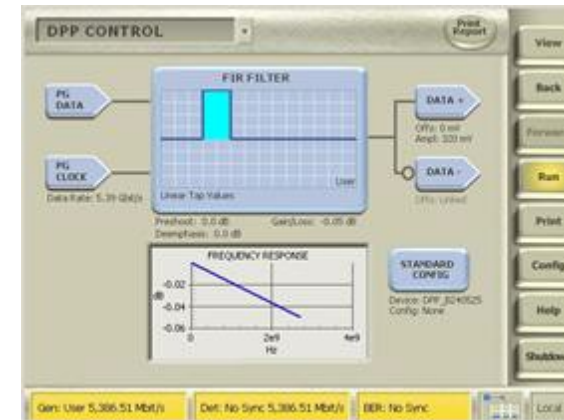 DPP CONTROL
Print Report
View
Back
Forward
Run
Print
Config
Help
Shutdown
Local
PG DATA
PG CLOCK
Data Rate: 5.39 Gbit/s
FIR FILTER
User
Linear Tap Values
Preshoot: 0.0 dB
Deemphasis: 0.0 dB
Gain/Loss: -0.05 dB
DATA +
Offs: 0 mV
Ampl: 320 mV
DATA -
Offs: Linked
FREQUENCY RESPONSE
dB
-0.02
-0.04
-0.06
0
2e9
4e9
Hz
STANDARD CONFIG
Config: None
Gen: User 5,386.51 Mbit/s
Det: No Sync 5,386.51 Mbit/s
BER: No Sync